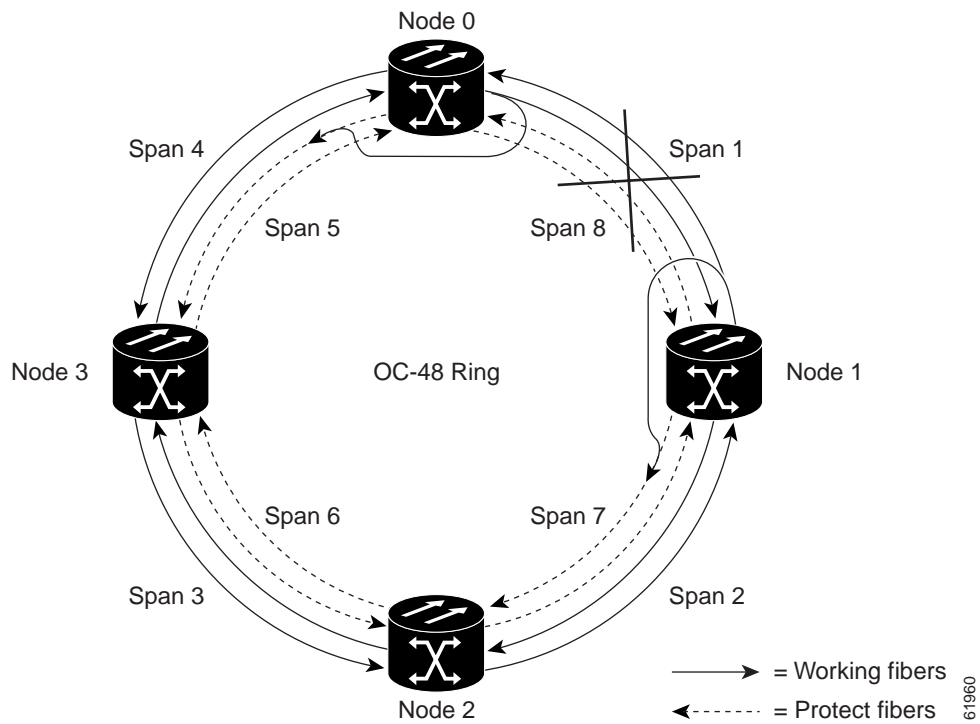 Node 0
Span 4
Span 1
Span 5
Span 8
Node 3
OC-48 Ring
Node 1
Span 6
Span 7
Span 3
Span 2
Node 2
= Working fibers
= Protect fibers
61960